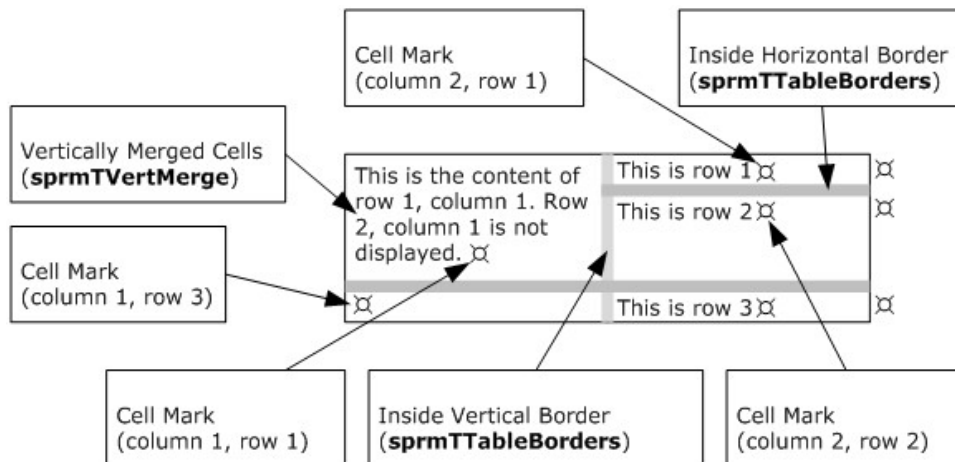 Cell Mark
(column 2, row 1)
Inside Horizontal Border
(sprmTTableBorders)
Vertically Merged Cells
(sprmTVertMerge)
This is the content of
row 1, column 1. Row
2, column 1 is not
displayed. ¤
This is row 1¤ ¤
This is row 2¤ ¤
Cell Mark
(column 1, row 3)
¤
This is row 3¤ ¤
Cell Mark
(column 1, row 1)
Inside Vertical Border
(sprmTTableBorders)
Cell Mark
(column 2, row 2)